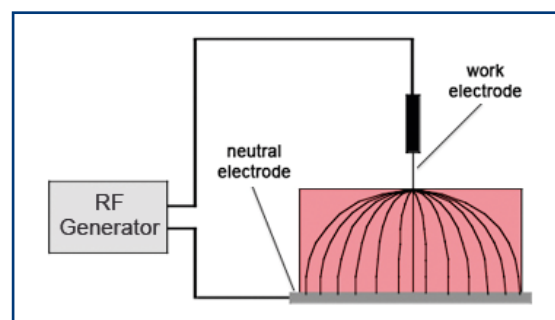 work
electrode
neutral
electrode
RF
Generator